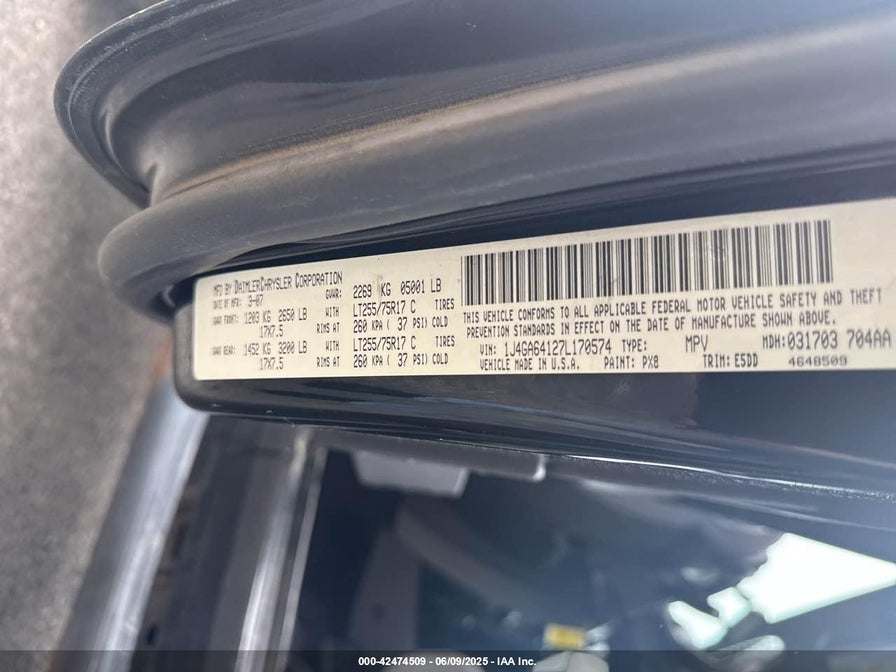 MFD BY DAIMLERCHRYSLER CORPORATION
DATE OF MFR: 3-07 GVWR: 2269 KG 05001 LB
GAWR FRONT: 1203 KG 2650 LB WITH LT255/75R17 C TIRES
17X7.5 RIMS AT 260 KPA ( 37 PSI) COLD
GAWR REAR: 1452 KG 3200 LB WITH LT255/75R17 C TIRES
17X7.5 RIMS AT 260 KPA ( 37 PSI) COLD
THIS VEHICLE CONFORMS TO ALL APPLICABLE FEDERAL MOTOR VEHICLE SAFETY AND THEFT
PREVENTION STANDARDS IN EFFECT ON THE DATE OF MANUFACTURE SHOWN ABOVE.
VIN: 1J4GA64127L170574 TYPE: MPV MDH: 031703 704AA
VEHICLE MADE IN U.S.A. PAINT: PXB TRIM: E5DD 4648509
000-42474509 - 06/09/2025 - IAA Inc.